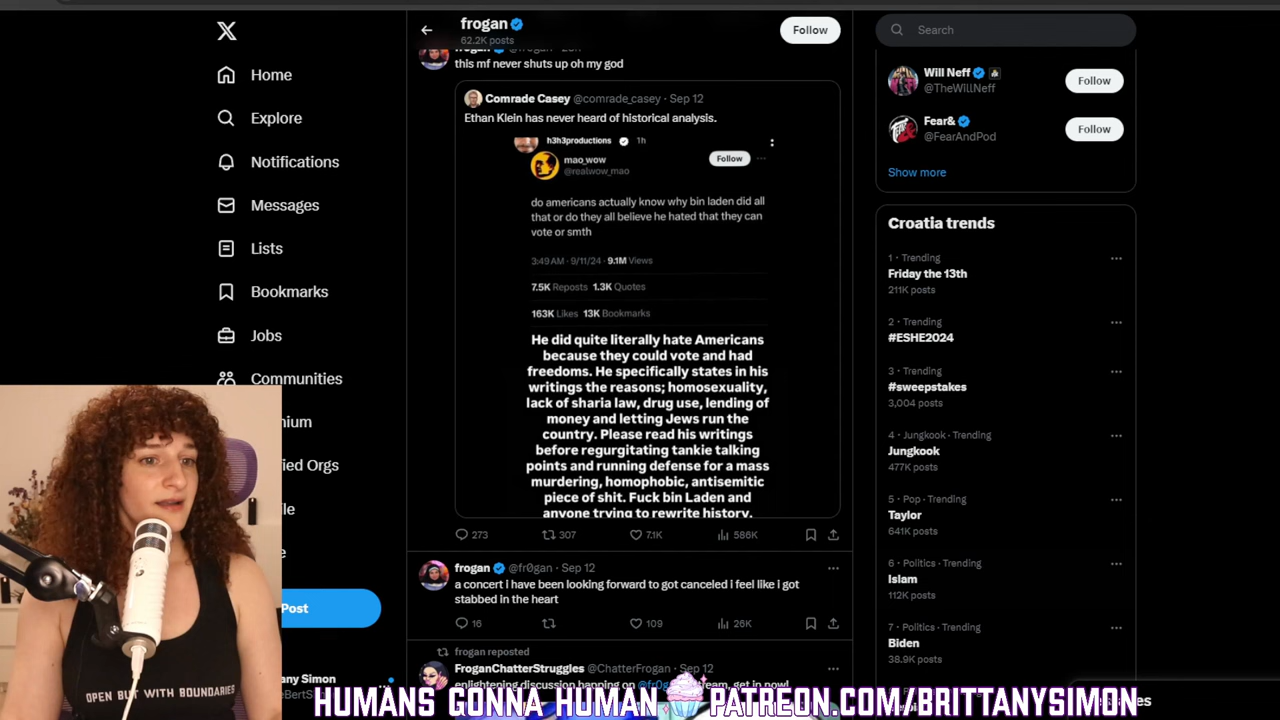 Home
Explore
Notifications
Messages
Lists
Bookmarks
Jobs
Communities
Post
frogan
62.2K posts
Follow
this mf never shuts up oh my god
Comrade Casey @comrade_casey · Sep 12
Ethan Klein has never heard of historical analysis.
h3h3productions 1h
mao_wow
@realwow_mao
Follow
do americans actually know why bin laden did all
that or do they all believe he hated that they can
vote or smth
3:49 AM · 9/11/24 · 9.1M Views
7.5K Reposts 1.3K Quotes
163K Likes 13K Bookmarks
He did quite literally hate Americans
because they could vote and had
freedoms. He specifically states in his
writings the reasons; homosexuality,
lack of sharia law, drug use, lending of
money and letting Jews run the
country. Please read his writings
before regurgitating tankie talking
points and running defense for a mass
murdering, homophobic, antisemitic
piece of shit. Fuck bin Laden and
anyone trying to rewrite history.
273 307 7.1K 586K
frogan @fr0gan · Sep 12
a concert i have been looking forward to got canceled i feel like i got
stabbed in the heart
16 109 26K
frogan reposted
FroganChatterStruggles @ChatterFrogan · Sep 12
Search
Will Neff
@TheWillNeff
Follow
Fear&
@FearAndPod
Follow
Show more
Croatia trends
1 · Trending
Friday the 13th
211K posts
2 · Trending
#ESHE2024
3 · Trending
#sweepstakes
3,004 posts
4 · Jungkook · Trending
Jungkook
477K posts
5 · Pop · Trending
Taylor
641K posts
6 · Politics · Trending
Islam
112K posts
7 · Politics · Trending
Biden
38.9K posts
OPEN BUT WITH BOUNDARIES
HUMANS GONNA HUMAN PATREON.COM/BRITTANYSIMON